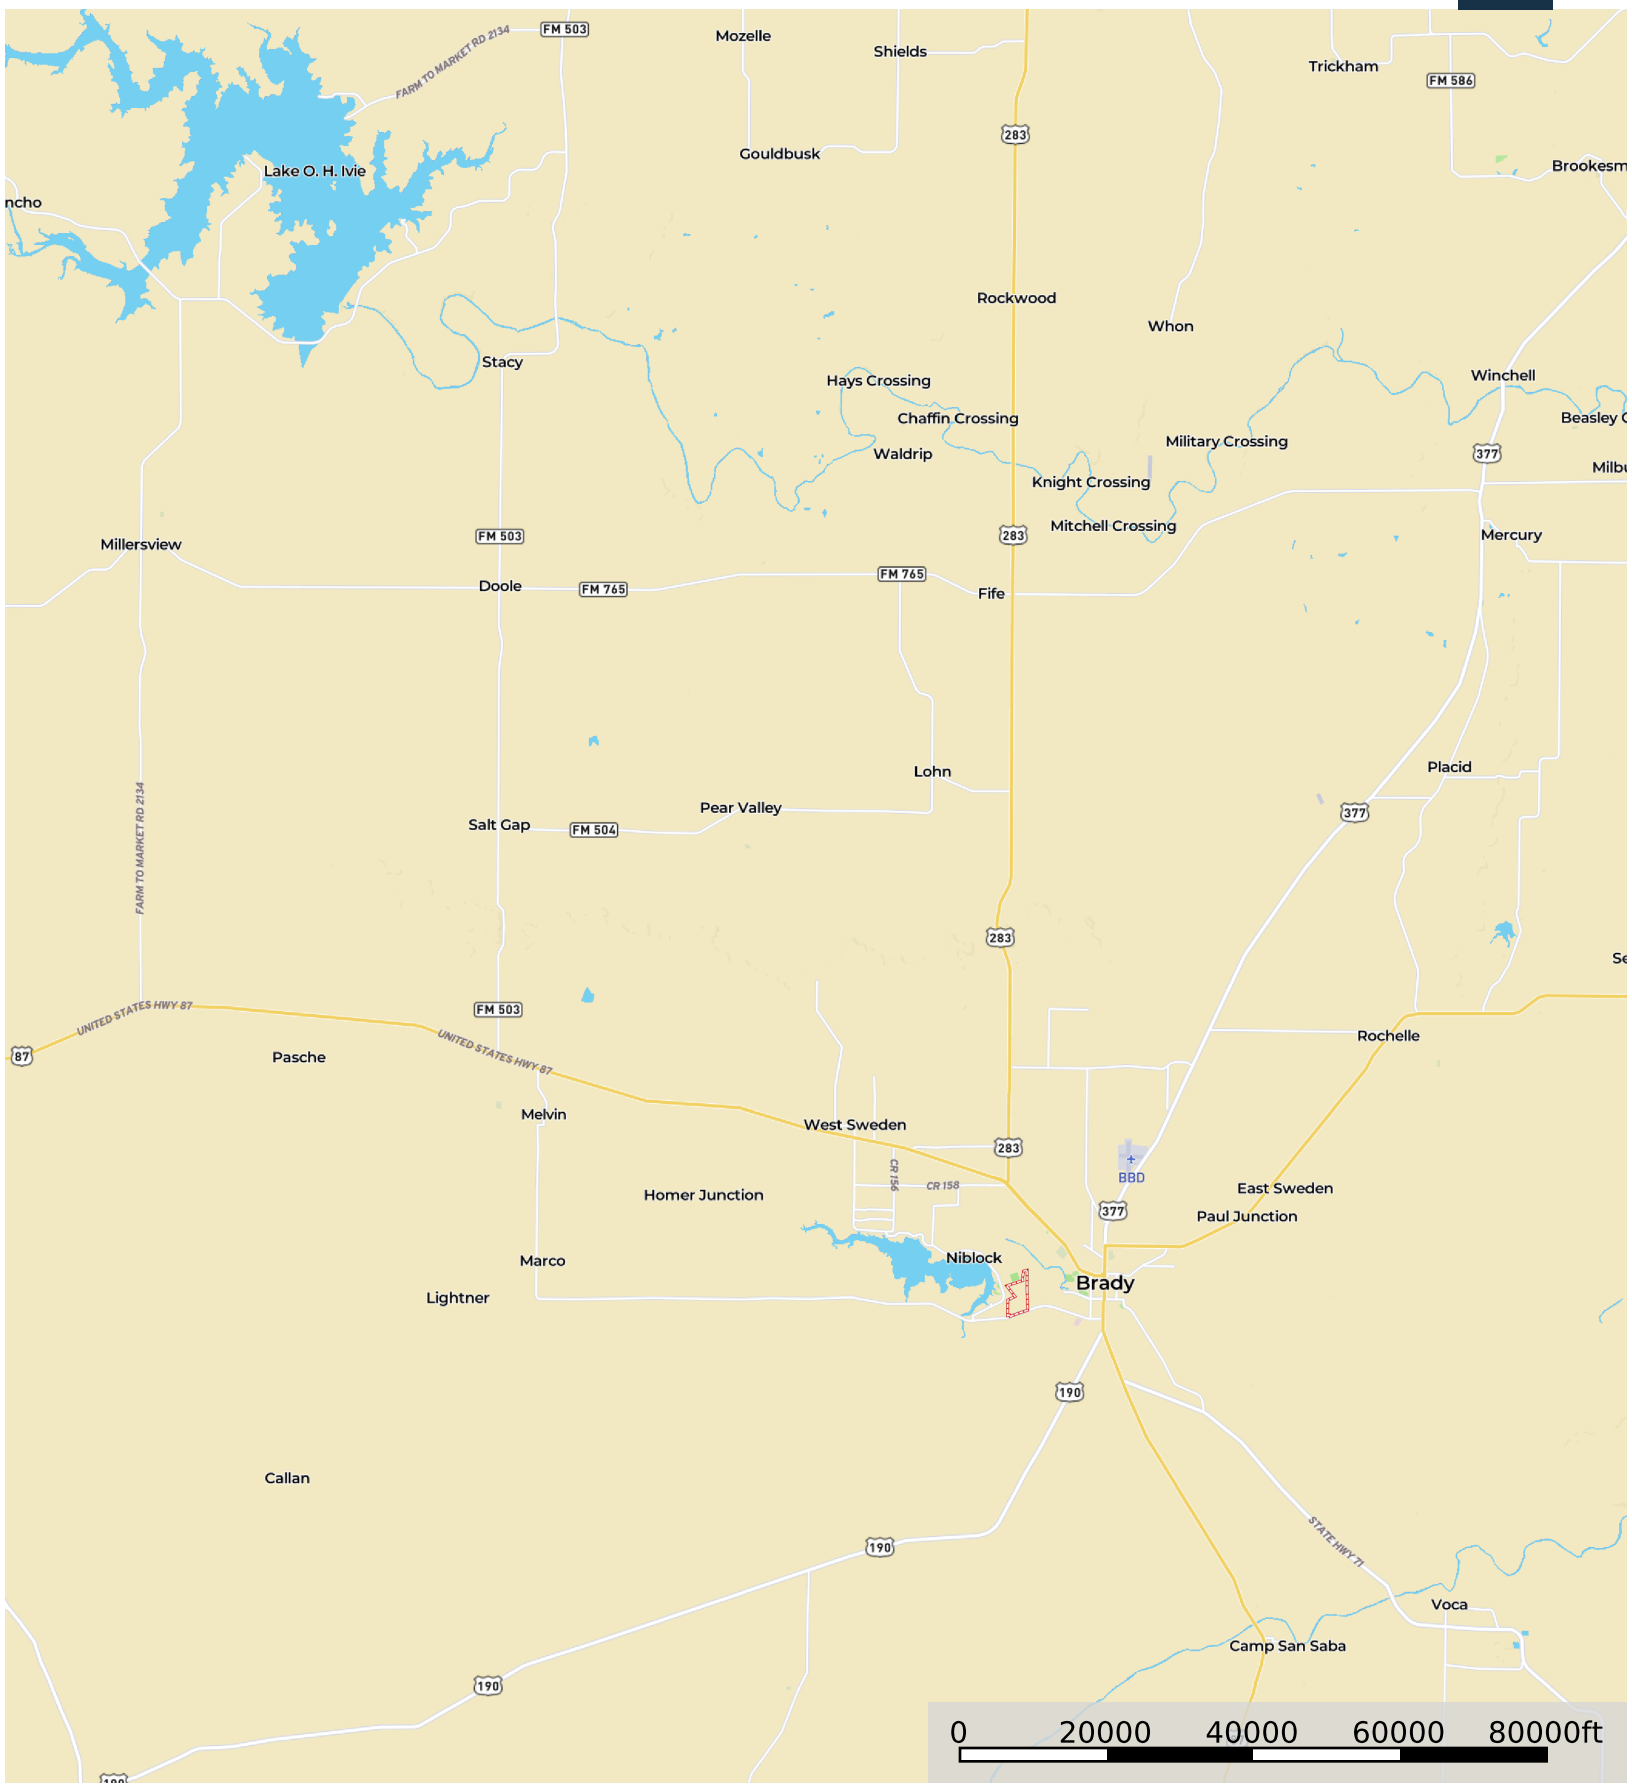 FM 503
FARM TO MARKET RD 2134
Mozelle
Shields
Trickham
FM 586
283
Gouldbusk
Lake O. H. Ivie
Brookesm
ncho
Rockwood
Whon
Stacy
Hays Crossing
Winchell
Chaffin Crossing
Beasley C
Military Crossing
Waldrip
377
Milbu
Knight Crossing
Mitchell Crossing
FM 503
283
Mercury
Millersview
FM 765
Doole
FM 765
Fife
Placid
Lohn
Pear Valley
377
Salt Gap
FM 504
FARM TO MARKET RD 2134
283
Se
UNITED STATES HWY 87
FM 503
Rochelle
87
Pasche
UNITED STATES HWY 87
Melvin
West Sweden
283
CR 156
BBD
CR 158
East Sweden
Homer Junction
377
Paul Junction
Niblock
Marco
Brady
Lightner
190
Callan
STATE HWY 71
190
Voca
Camp San Saba
190
0 20000 40000 60000 80000ft
190